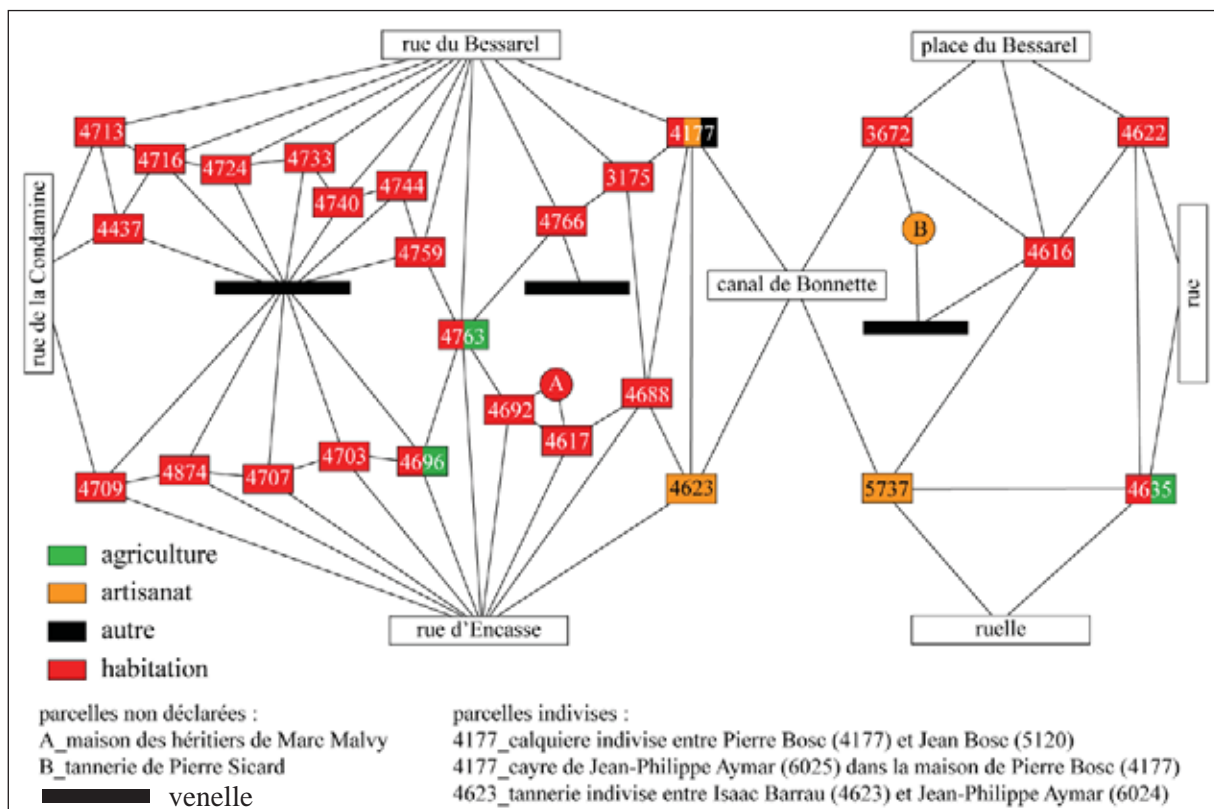 rue du Bessarel
place du Bessarel
4713
4716
4724
4733
4740
4744
4177
3175
3672
4622
4437
4759
4766
B
4616
rue de la Condamine
canal de Bonnette
rue
4763
A
4692
4688
4617
4709
4874
4707
4703
4696
4623
5737
4635
agriculture
artisanat
autre
habitation
rue d'Encasse
ruelle
parcelles non déclarées :
A_maison des héritiers de Marc Malvy
B_tannerie de Pierre Sicard
venelle
parcelles indivises :
4177_calquiere indivise entre Pierre Bosc (4177) et Jean Bosc (5120)
4177_cayre de Jean-Philippe Aymar (6025) dans la maison de Pierre Bosc (4177)
4623_tannerie indivise entre Isaac Barrau (4623) et Jean-Philippe Aymar (6024)